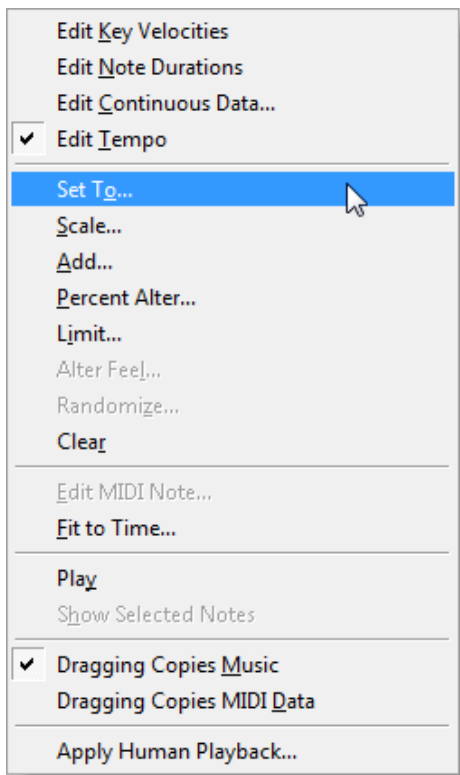 Edit Key Velocities
Edit Note Durations
Edit Continuous Data...
Edit Tempo
Set To...
Scale...
Add...
Percent Alter...
Limit...
Alter Feel...
Randomize...
Clear
Edit MIDI Note...
Fit to Time...
Play
Show Selected Notes
Dragging Copies Music
Dragging Copies MIDI Data
Apply Human Playback...